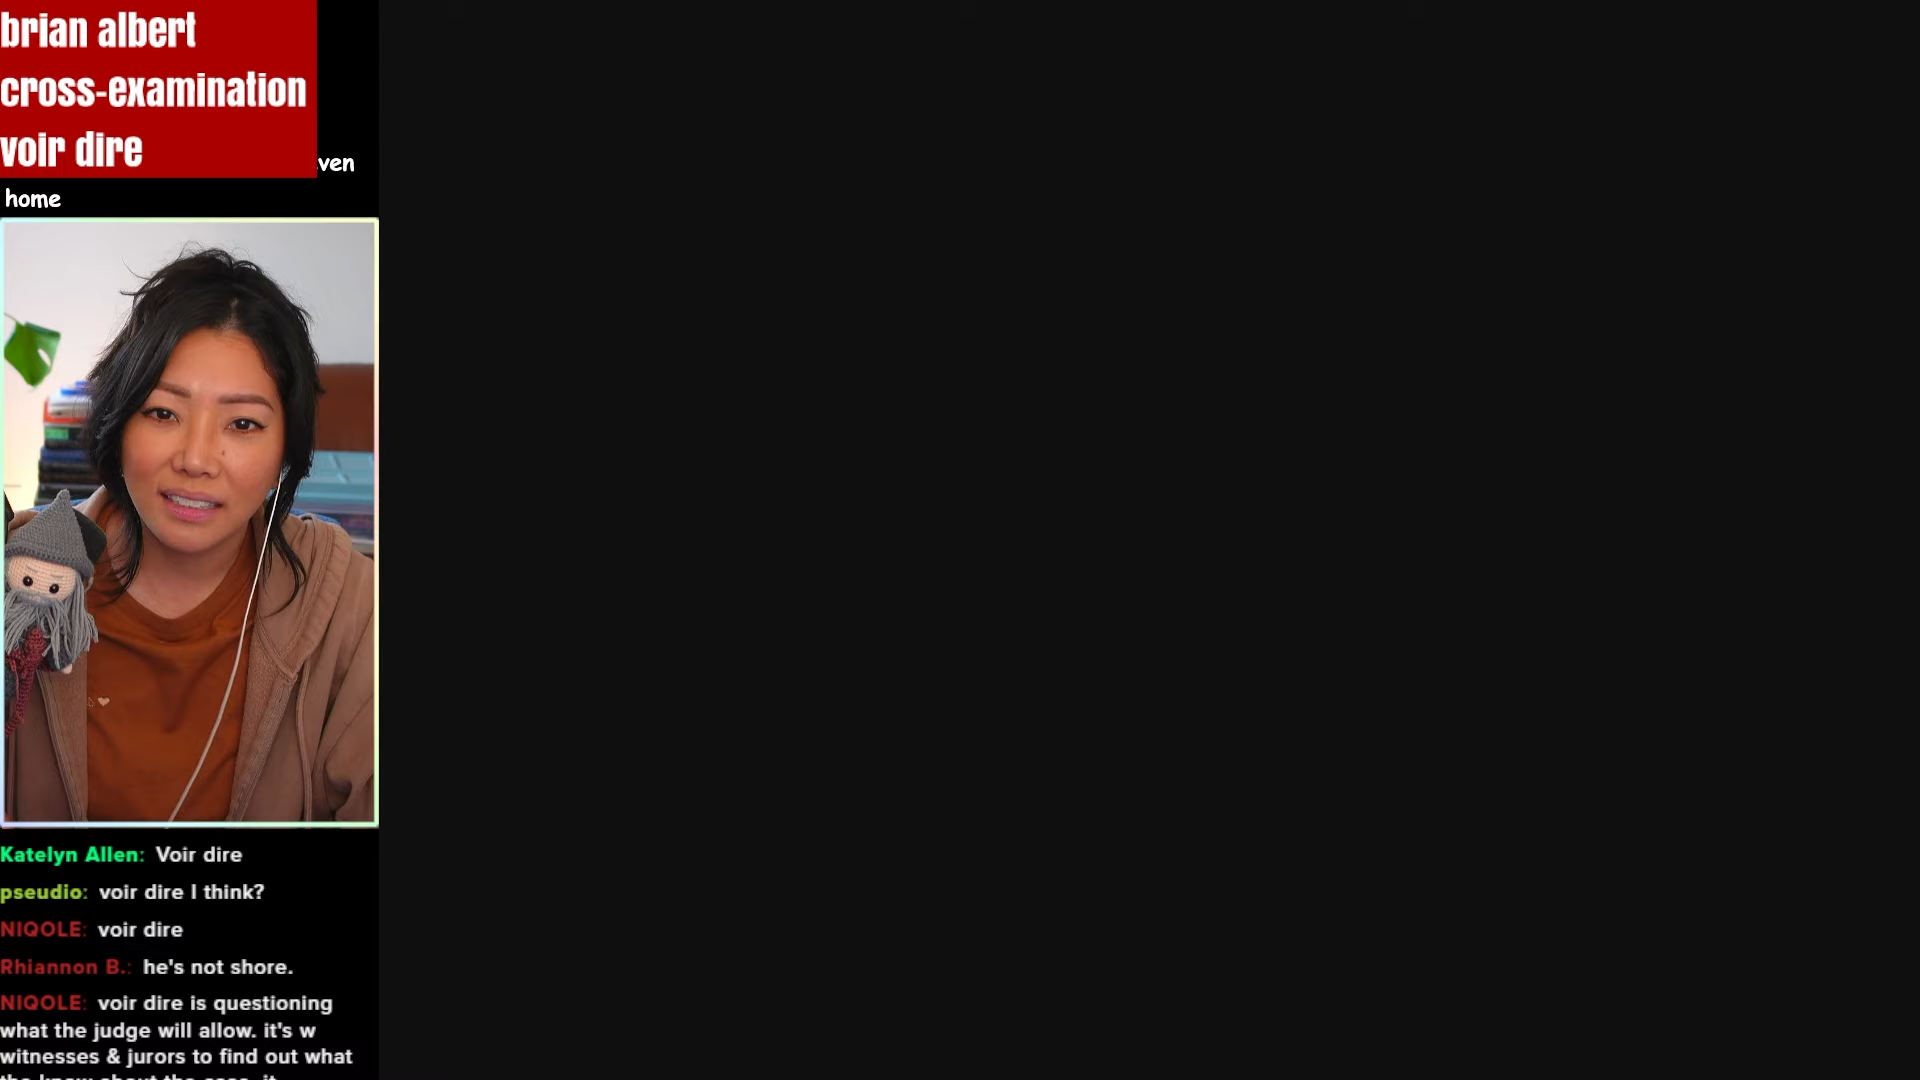 brian albert
cross-examination
voir dire
ven
home
Katelyn Allen: Voir dire
pseudio: voir dire I think?
NIQOLE: voir dire
Rhiannon B.: he's not shore.
NIQOLE: voir dire is questioning
what the judge will allow. it's w
witnesses & jurors to find out what